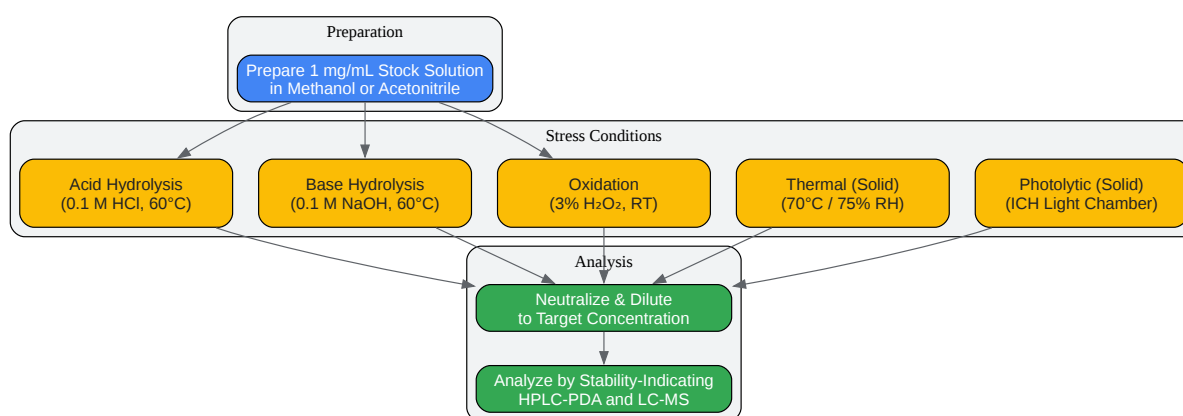 Preparation
Prepare 1 mg/mL Stock Solution
in Methanol or Acetonitrile
Stress Conditions
Acid Hydrolysis
(0.1 M HCl, 60°C)
Base Hydrolysis
(0.1 M NaOH, 60°C)
Oxidation
(3% H₂O₂, RT)
Thermal (Solid)
(70°C / 75% RH)
Photolytic (Solid)
(ICH Light Chamber)
Analysis
Neutralize & Dilute
to Target Concentration
Analyze by Stability-Indicating
HPLC-PDA and LC-MS